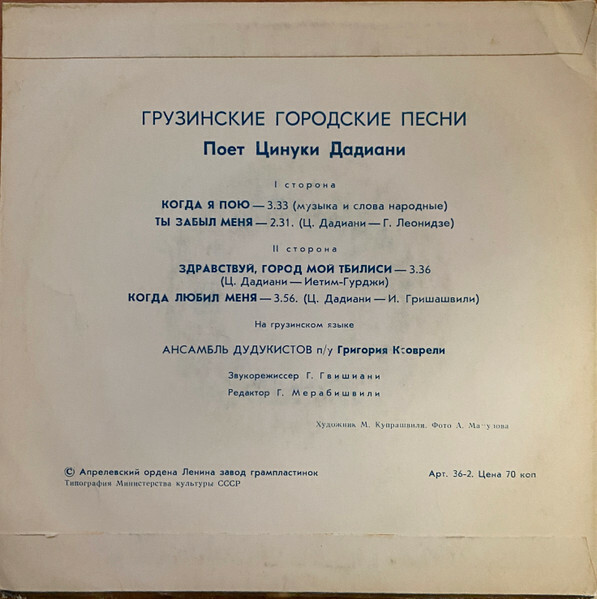 ГРУЗИНСКИЕ ГОРОДСКИЕ ПЕСНИ
Поет Цинуки Дадиани
I сторона
КОГДА Я ПОЮ — 3.33 (музыка и слова народные)
ТЫ ЗАБЫЛ МЕНЯ — 2.31. (Ц. Дадиани — Г. Леонидзе)
II сторона
ЗДРАВСТВУЙ, ГОРОД МОЙ ТБИЛИСИ — 3.36
(Ц. Дадиани — Иетим-Гурджи)
КОГДА ЛЮБИЛ МЕНЯ — 3.56. (Ц. Дадиани — И. Гришашвили)
На грузинском языке
АНСАМБЛЬ ДУДУКИСТОВ п/у Григория
Звукорежиссер Г. Гвишиани
Редактор Г. Мерабишвили
Художник М. Купрашвили. Фото А.
© Апрелевский ордена Ленина завод грампластинок
Арт. 36-2. Цена 70 коп
Типография Министерства культуры СССР